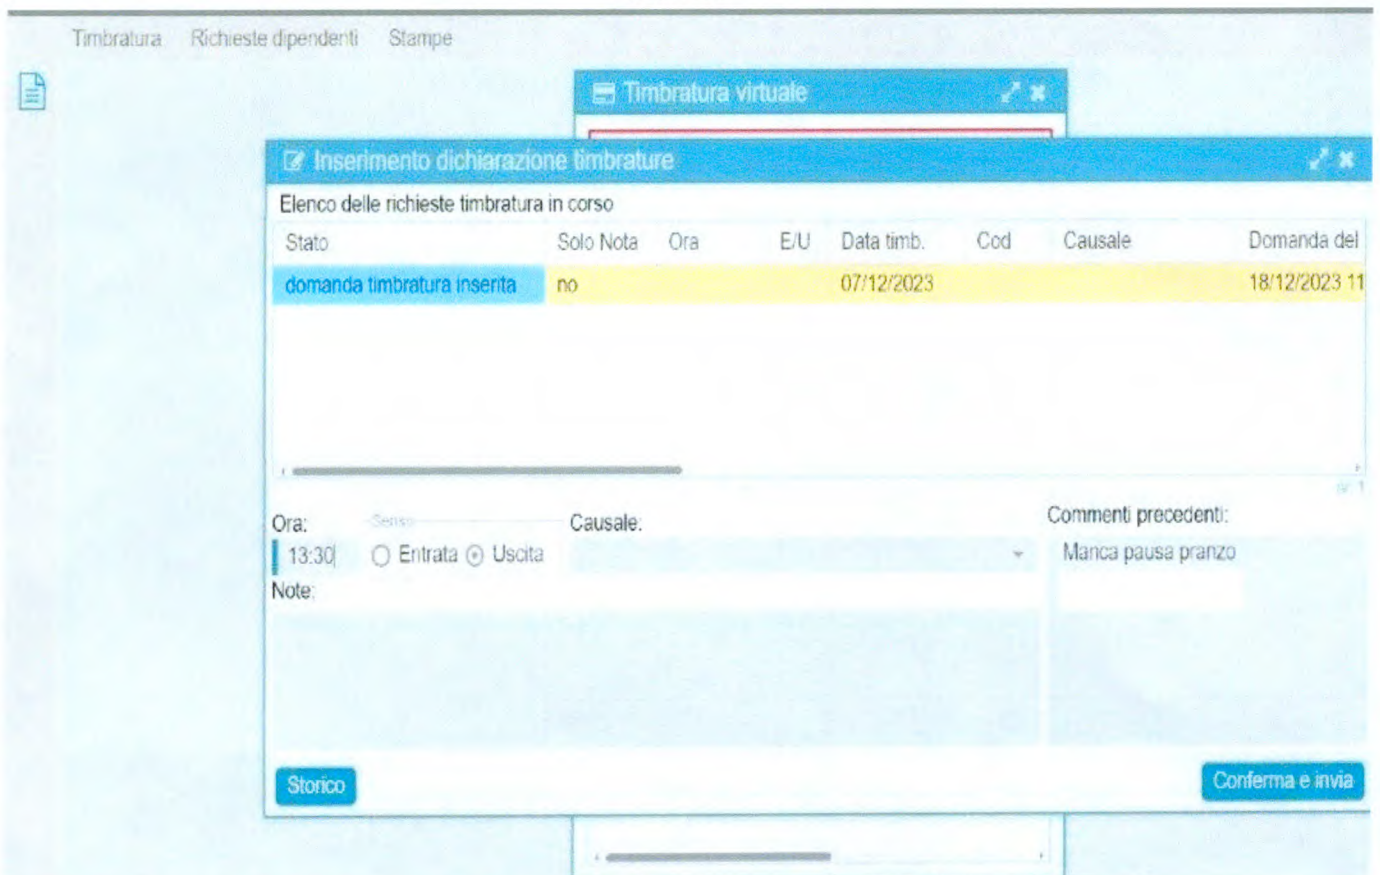 Timbratura Richieste dipendenti Stampe
Timbratura virtuale
Inserimento dichiarazione timbrature
Elenco delle richieste timbratura in corso
Stato Solo Nota Ora E/U Data timb. Cod Causale Domanda del
domanda timbratura inserita no 07/12/2023 18/12/2023 11
Ora: Senso Causale: Commenti precedenti:
13:30 Entrata Uscita Manca pausa pranzo
Note:
Storico Conferma e invia